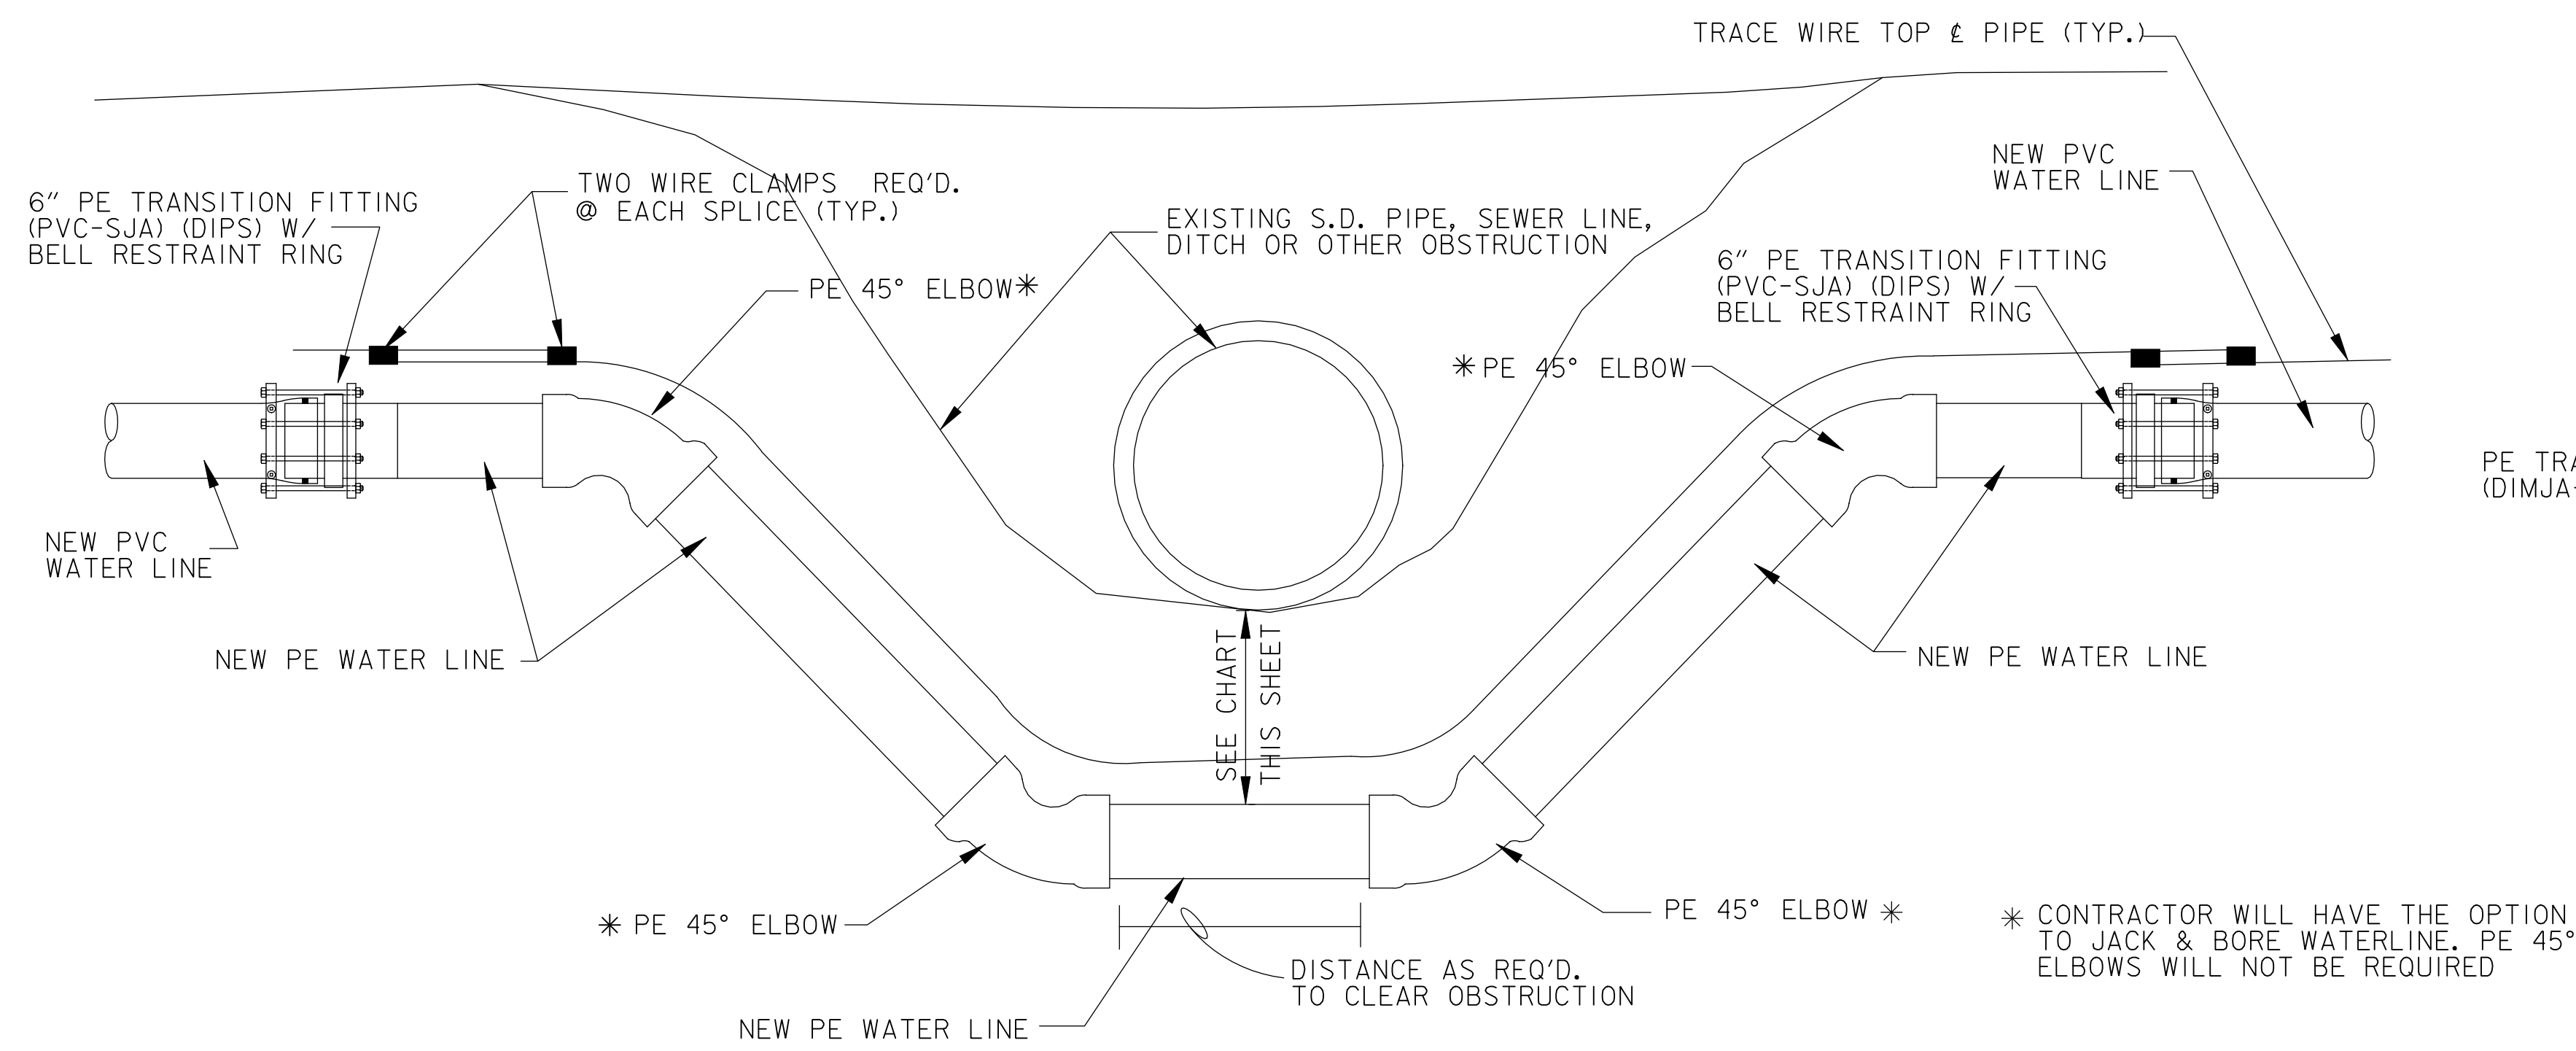 TRACE WIRE TOP ℄ PIPE (TYP.)
NEW PVC
WATER LINE
TWO WIRE CLAMPS REQ'D.
@ EACH SPLICE (TYP.)
6" PE TRANSITION FITTING
(PVC-SJA) (DIPS) W/
BELL RESTRAINT RING
EXISTING S.D. PIPE, SEWER LINE,
DITCH OR OTHER OBSTRUCTION
6" PE TRANSITION FITTING
(PVC-SJA) (DIPS) W/
BELL RESTRAINT RING
PE 45° ELBOW*
*PE 45° ELBOW
PE TRA
(DIMJA-
NEW PVC
WATER LINE
NEW PE WATER LINE
SEE CHART
THIS SHEET
NEW PE WATER LINE
* PE 45° ELBOW
PE 45° ELBOW *
* CONTRACTOR WILL HAVE THE OPTION
TO JACK & BORE WATERLINE. PE 45°
ELBOWS WILL NOT BE REQUIRED
DISTANCE AS REQ'D.
TO CLEAR OBSTRUCTION
NEW PE WATER LINE